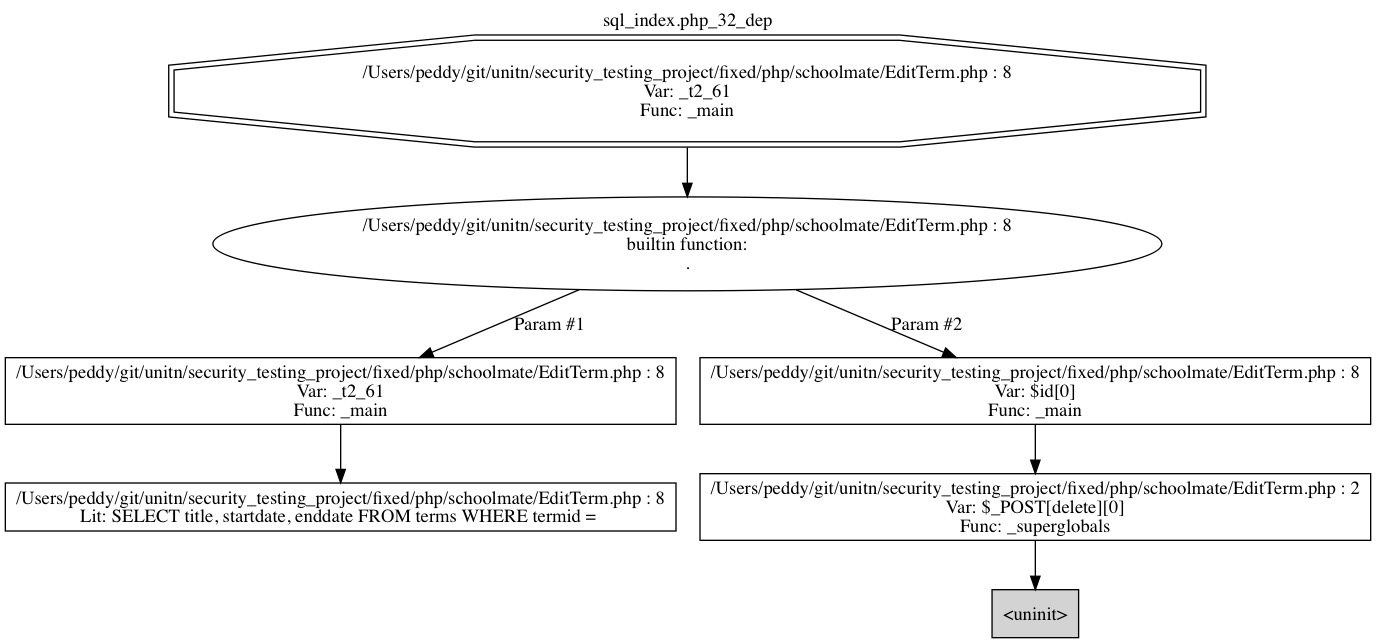 sql_index.php_32_dep
/Users/peddy/git/unitn/security_testing_project/fixed/php/schoolmate/EditTerm.php : 8
Var: _t2_61
Func: _main
/Users/peddy/git/unitn/security_testing_project/fixed/php/schoolmate/EditTerm.php : 8
builtin function:
.
Param #1
Param #2
/Users/peddy/git/unitn/security_testing_project/fixed/php/schoolmate/EditTerm.php : 8
Var: _t2_61
Func: _main
/Users/peddy/git/unitn/security_testing_project/fixed/php/schoolmate/EditTerm.php : 8
Var: $id[0]
Func: _main
/Users/peddy/git/unitn/security_testing_project/fixed/php/schoolmate/EditTerm.php : 8
Lit: SELECT title, startdate, enddate FROM terms WHERE termid =
/Users/peddy/git/unitn/security_testing_project/fixed/php/schoolmate/EditTerm.php : 2
Var: $_POST[delete][0]
Func: _superglobals
<uninit>